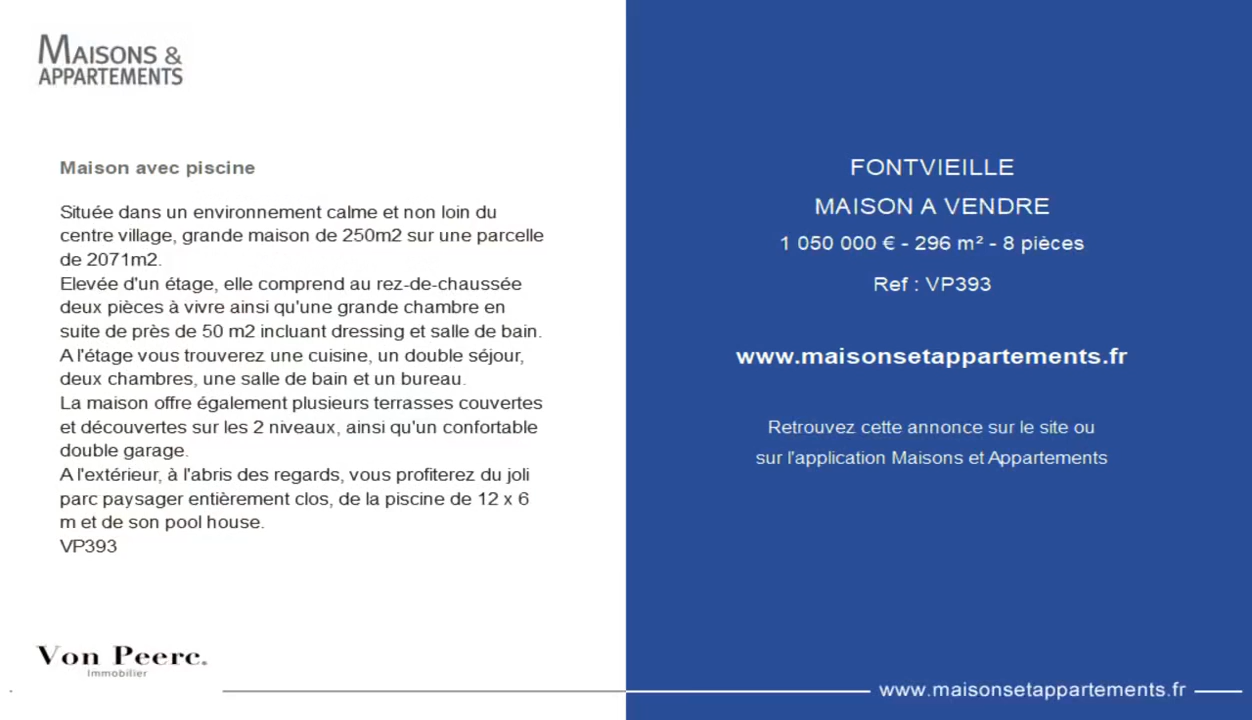 MAISONS &
APPARTEMENTS
Maison avec piscine
Située dans un environnement calme et non loin du
centre village, grande maison de 250m2 sur une parcelle
de 2071m2.
Elevée d'un étage, elle comprend au rez-de-chaussée
deux pièces à vivre ainsi qu'une grande chambre en
suite de près de 50 m2 incluant dressing et salle de bain.
A l'étage vous trouverez une cuisine, un double séjour,
deux chambres, une salle de bain et un bureau.
La maison offre également plusieurs terrasses couvertes
et découvertes sur les 2 niveaux, ainsi qu'un confortable
double garage.
A l'extérieur, à l'abris des regards, vous profiterez du joli
parc paysager entièrement clos, de la piscine de 12 x 6
m et de son pool house.
VP393
Von Peerc.
Immobilier
FONTVIEILLE
MAISON A VENDRE
1 050 000 € - 296 m² - 8 pièces
Ref : VP393
www.maisonsetappartements.fr
Retrouvez cette annonce sur le site ou
sur l'application Maisons et Appartements
www.maisonsetappartements.fr